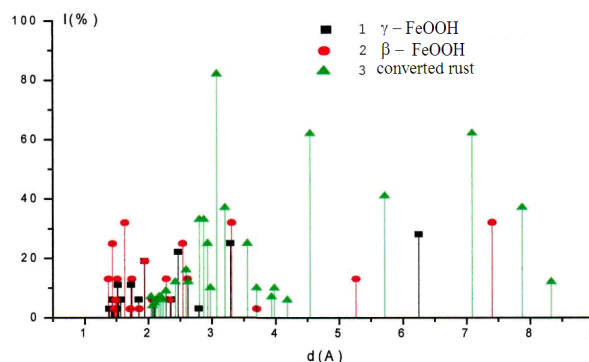 I(%)
100
80
60
40
20
0
1 γ – FeOOH
2 β – FeOOH
3 converted rust
1 2 3 4 5 6 7 8
d(A)